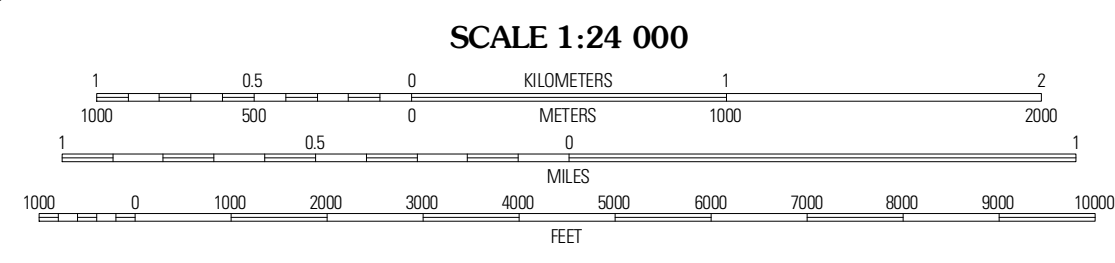 SCALE 1:24 000
1 0.5 0 KILOMETERS 1 2
1000 500 0 METERS 1000 2000
1 0.5 0 1
MILES
1000 0 1000 2000 3000 4000 5000 6000 7000 8000 9000 10000
FEET